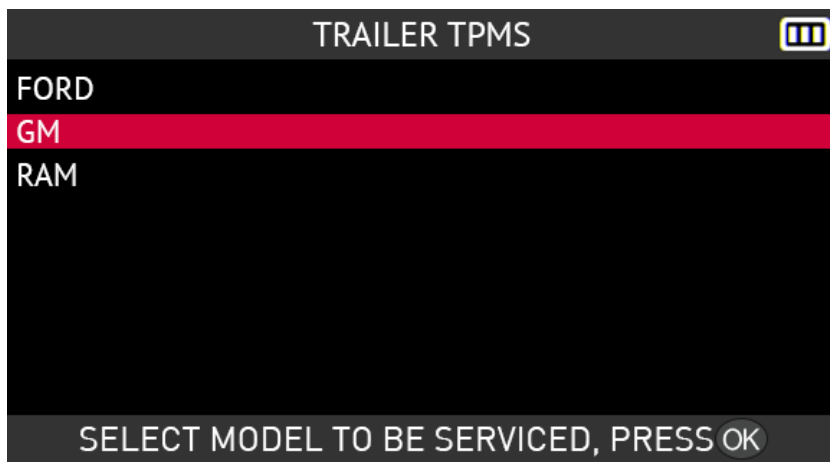 TRAILER TPMS
FORD
GM
RAM
SELECT MODEL TO BE SERVICED, PRESS OK